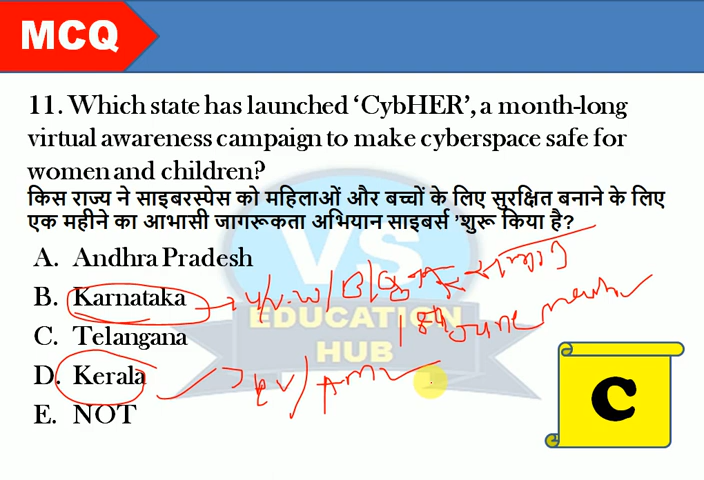 MCQ
11. Which state has launched ‘CybHER’, a month-long
virtual awareness campaign to make cyberspace safe for
women and children?
किस राज्य ने साइबरस्पेस को महिलाओं और बच्चों के लिए सुरक्षित बनाने के लिए
एक महीने का आभासी जागरूकता अभियान साइबर्स 'शुरू किया है?
A. Andhra Pradesh
B. Karnataka
C. Telangana
D. Kerala
E. NOT
VS
EDUCATION
HUB
June
C